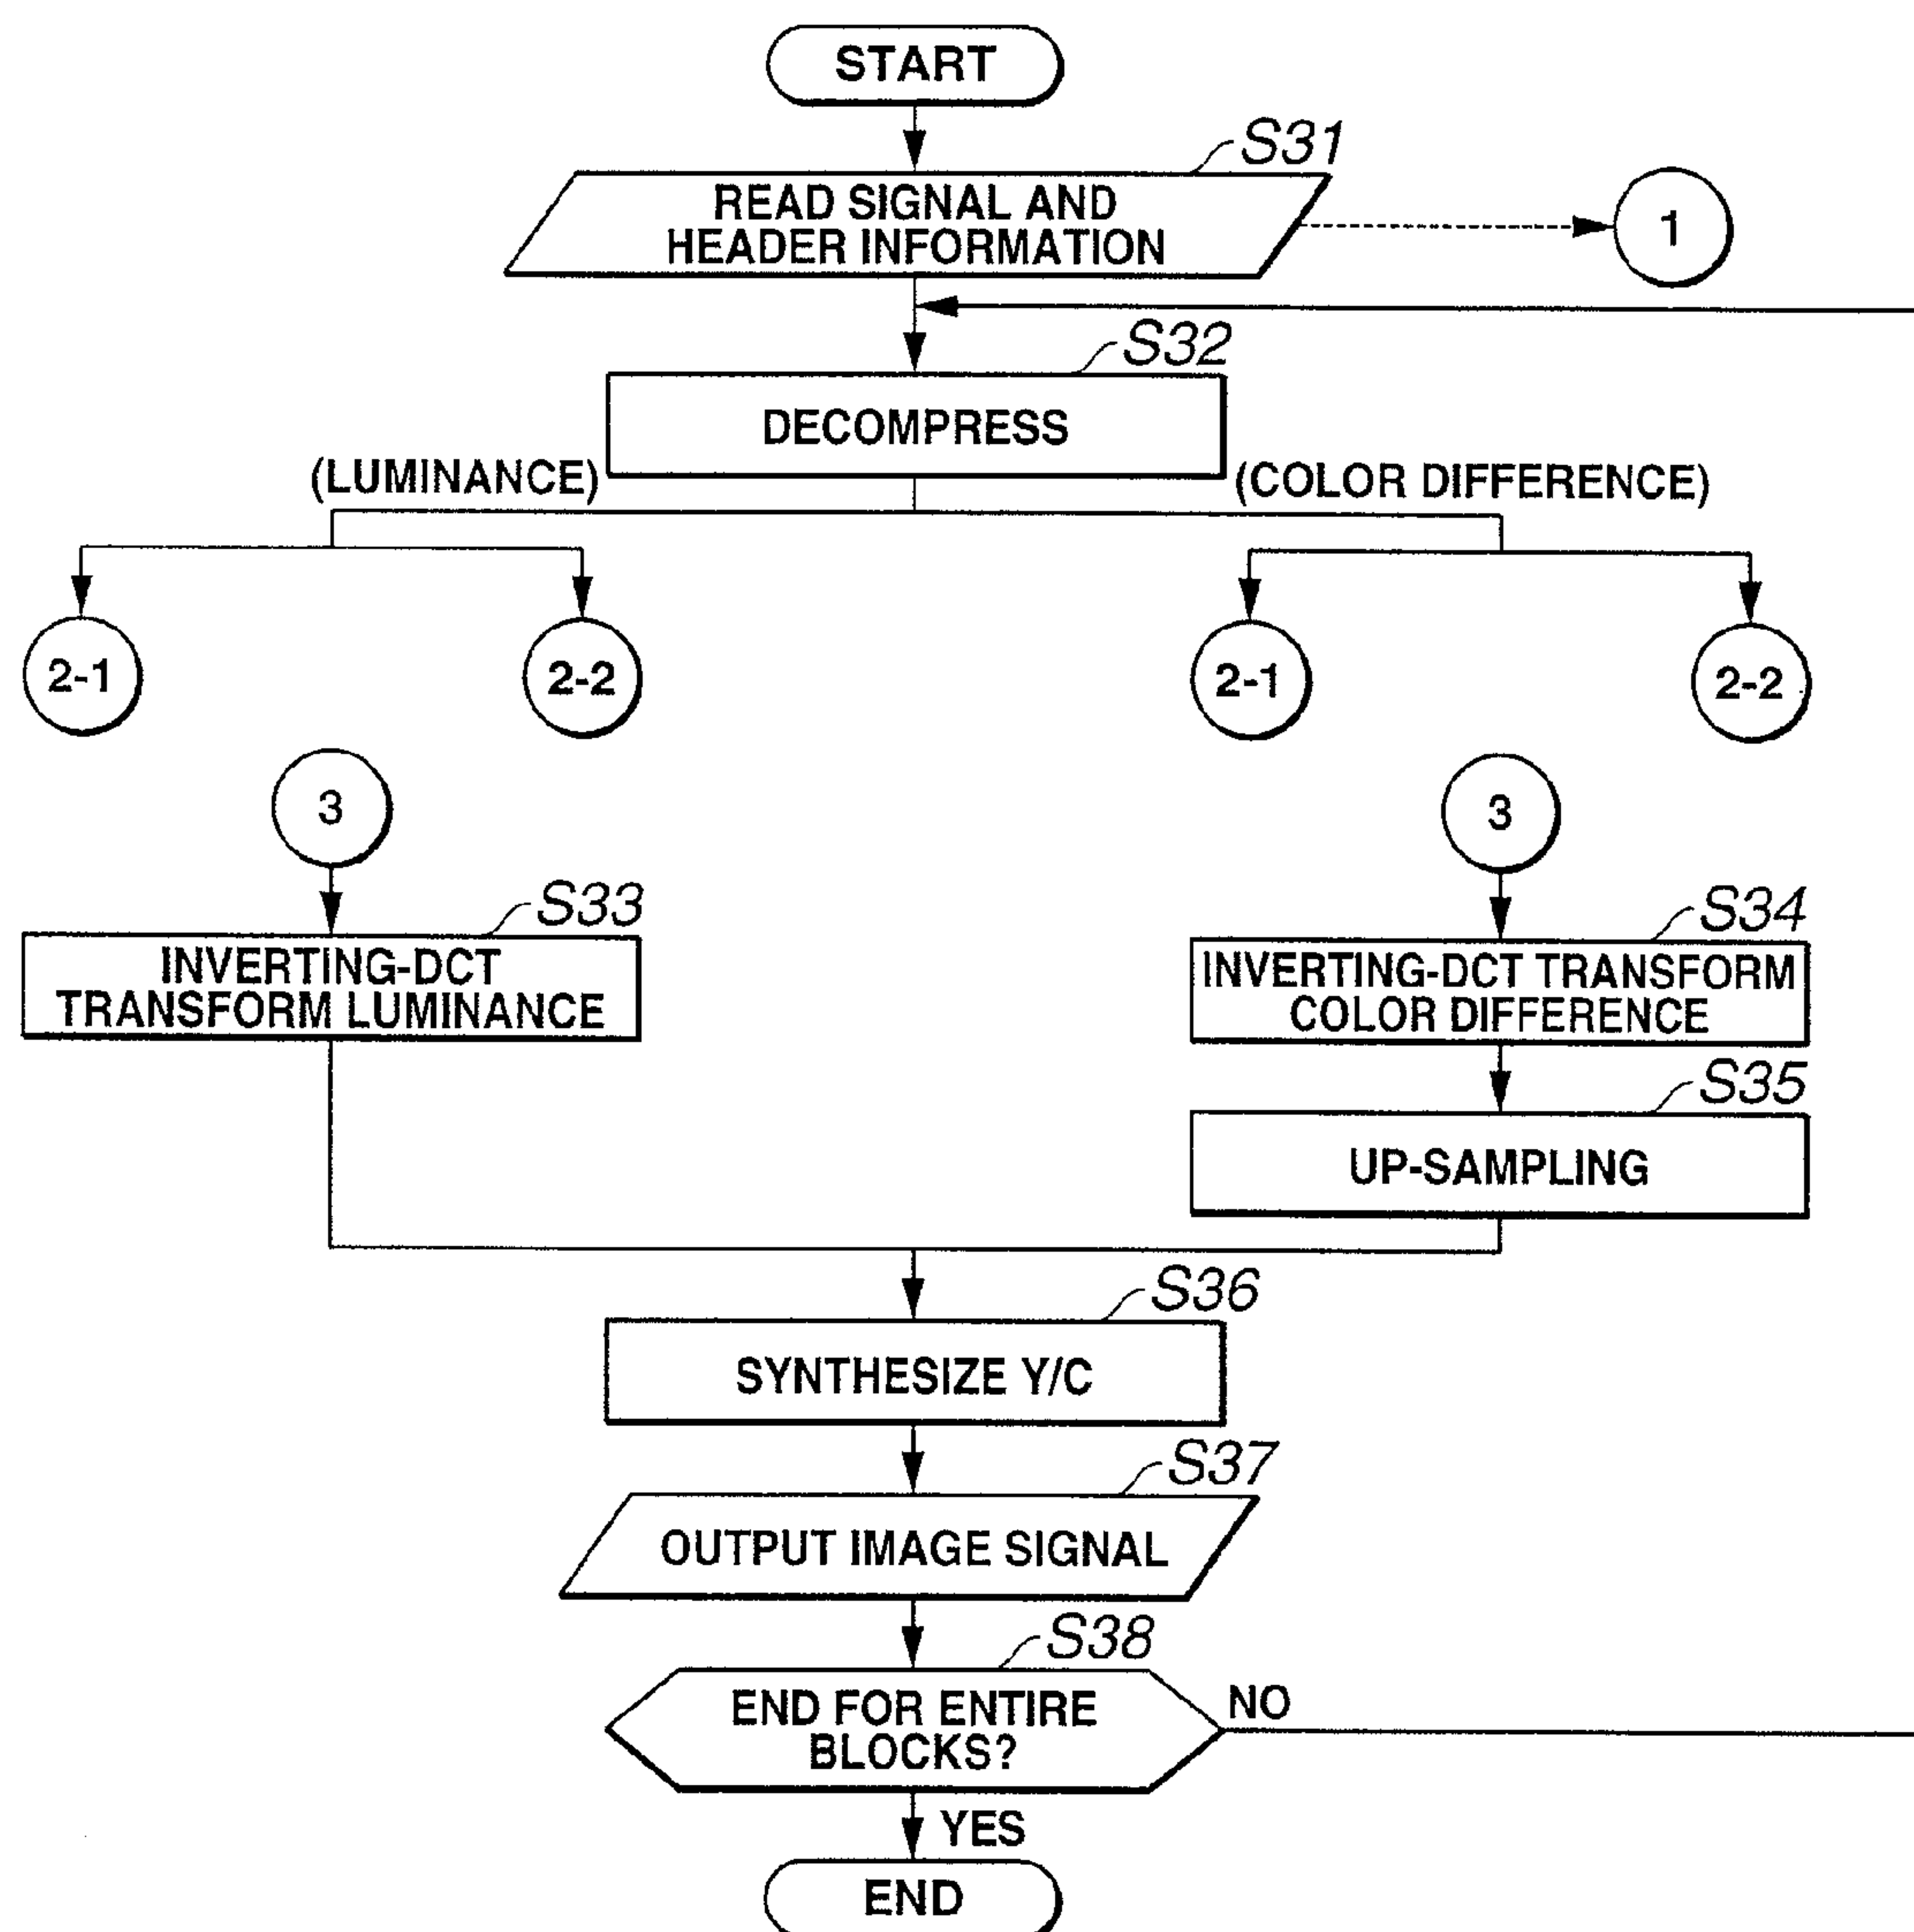 START
S31
READ SIGNAL AND
HEADER INFORMATION
1
S32
DECOMPRESS
(LUMINANCE)
(COLOR DIFFERENCE)
2-1
2-2
2-1
2-2
3
3
S33
INVERTING-DCT
TRANSFORM LUMINANCE
S34
INVERTING-DCT TRANSFORM
COLOR DIFFERENCE
S35
UP-SAMPLING
S36
SYNTHESIZE Y/C
S37
OUTPUT IMAGE SIGNAL
S38
END FOR ENTIRE
BLOCKS?
NO
YES
END